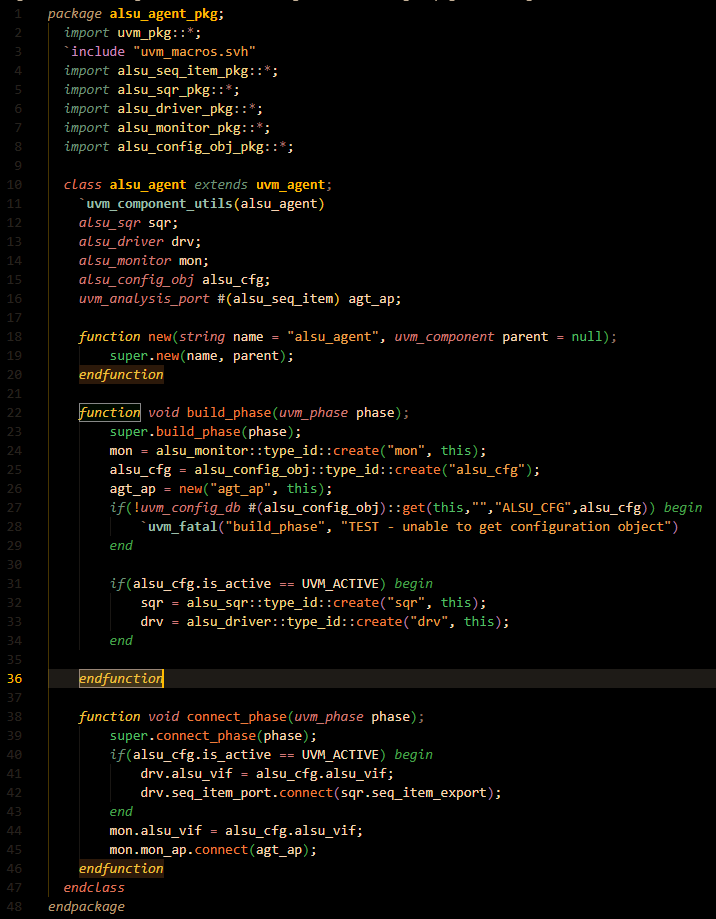 1 package alsu_agent_pkg;
2   import uvm_pkg::*;
3   `include "uvm_macros.svh"
4   import alsu_seq_item_pkg::*;
5   import alsu_sqr_pkg::*;
6   import alsu_driver_pkg::*;
7   import alsu_monitor_pkg::*;
8   import alsu_config_obj_pkg::*;
9
10   class alsu_agent extends uvm_agent;
11     `uvm_component_utils(alsu_agent)
12     alsu_sqr sqr;
13     alsu_driver drv;
14     alsu_monitor mon;
15     alsu_config_obj alsu_cfg;
16     uvm_analysis_port #(alsu_seq_item) agt_ap;
17
18     function new(string name = "alsu_agent", uvm_component parent = null);
19         super.new(name, parent);
20     endfunction
21
22     function void build_phase(uvm_phase phase);
23         super.build_phase(phase);
24         mon = alsu_monitor::type_id::create("mon", this);
25         alsu_cfg = alsu_config_obj::type_id::create("alsu_cfg");
26         agt_ap = new("agt_ap", this);
27         if(!uvm_config_db #(alsu_config_obj)::get(this,"","ALSU_CFG",alsu_cfg)) begin
28             `uvm_fatal("build_phase", "TEST - unable to get configuration object")
29         end
30
31         if(alsu_cfg.is_active == UVM_ACTIVE) begin
32             sqr = alsu_sqr::type_id::create("sqr", this);
33             drv = alsu_driver::type_id::create("drv", this);
34         end
35
36     endfunction
37
38     function void connect_phase(uvm_phase phase);
39         super.connect_phase(phase);
40         if(alsu_cfg.is_active == UVM_ACTIVE) begin
41             drv.alsu_vif = alsu_cfg.alsu_vif;
42             drv.seq_item_port.connect(sqr.seq_item_export);
43         end
44         mon.alsu_vif = alsu_cfg.alsu_vif;
45         mon.mon_ap.connect(agt_ap);
46     endfunction
47   endclass
48 endpackage